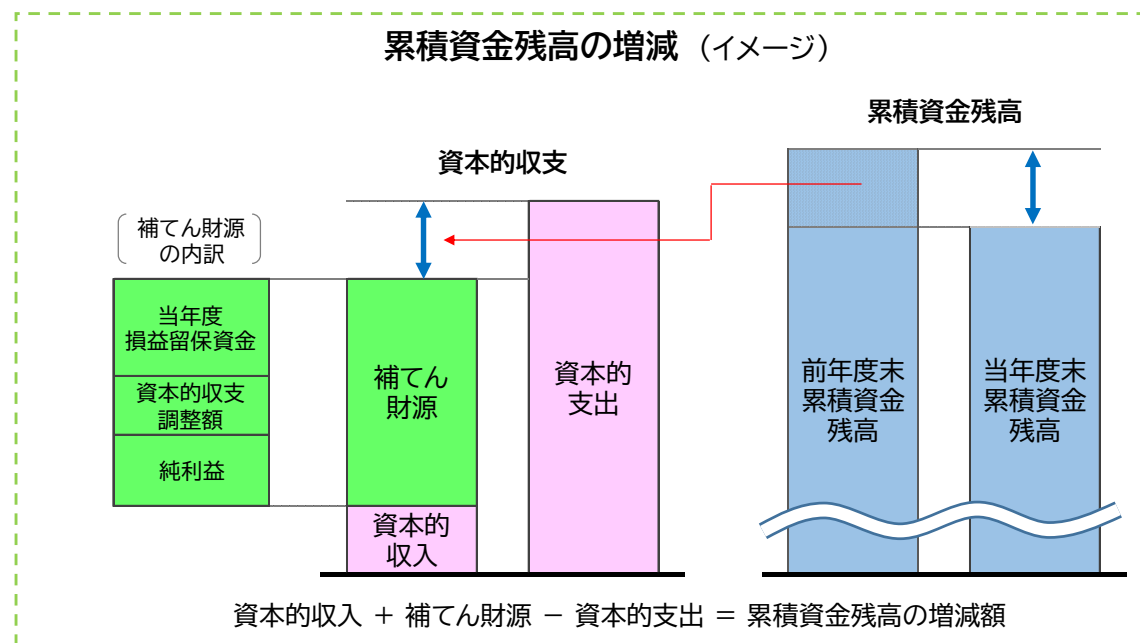 累積資金残高の増減（イメージ）
累積資金残高
資本的収支
補てん財源
の内訳
当年度
損益留保資金
資本的収支
調整額
純利益
補てん
財源
資本的
収入
資本的
支出
前年度末
累積資金
残高
当年度末
累積資金
残高
資本的収入 ＋ 補てん財源 － 資本的支出 ＝ 累積資金残高の増減額